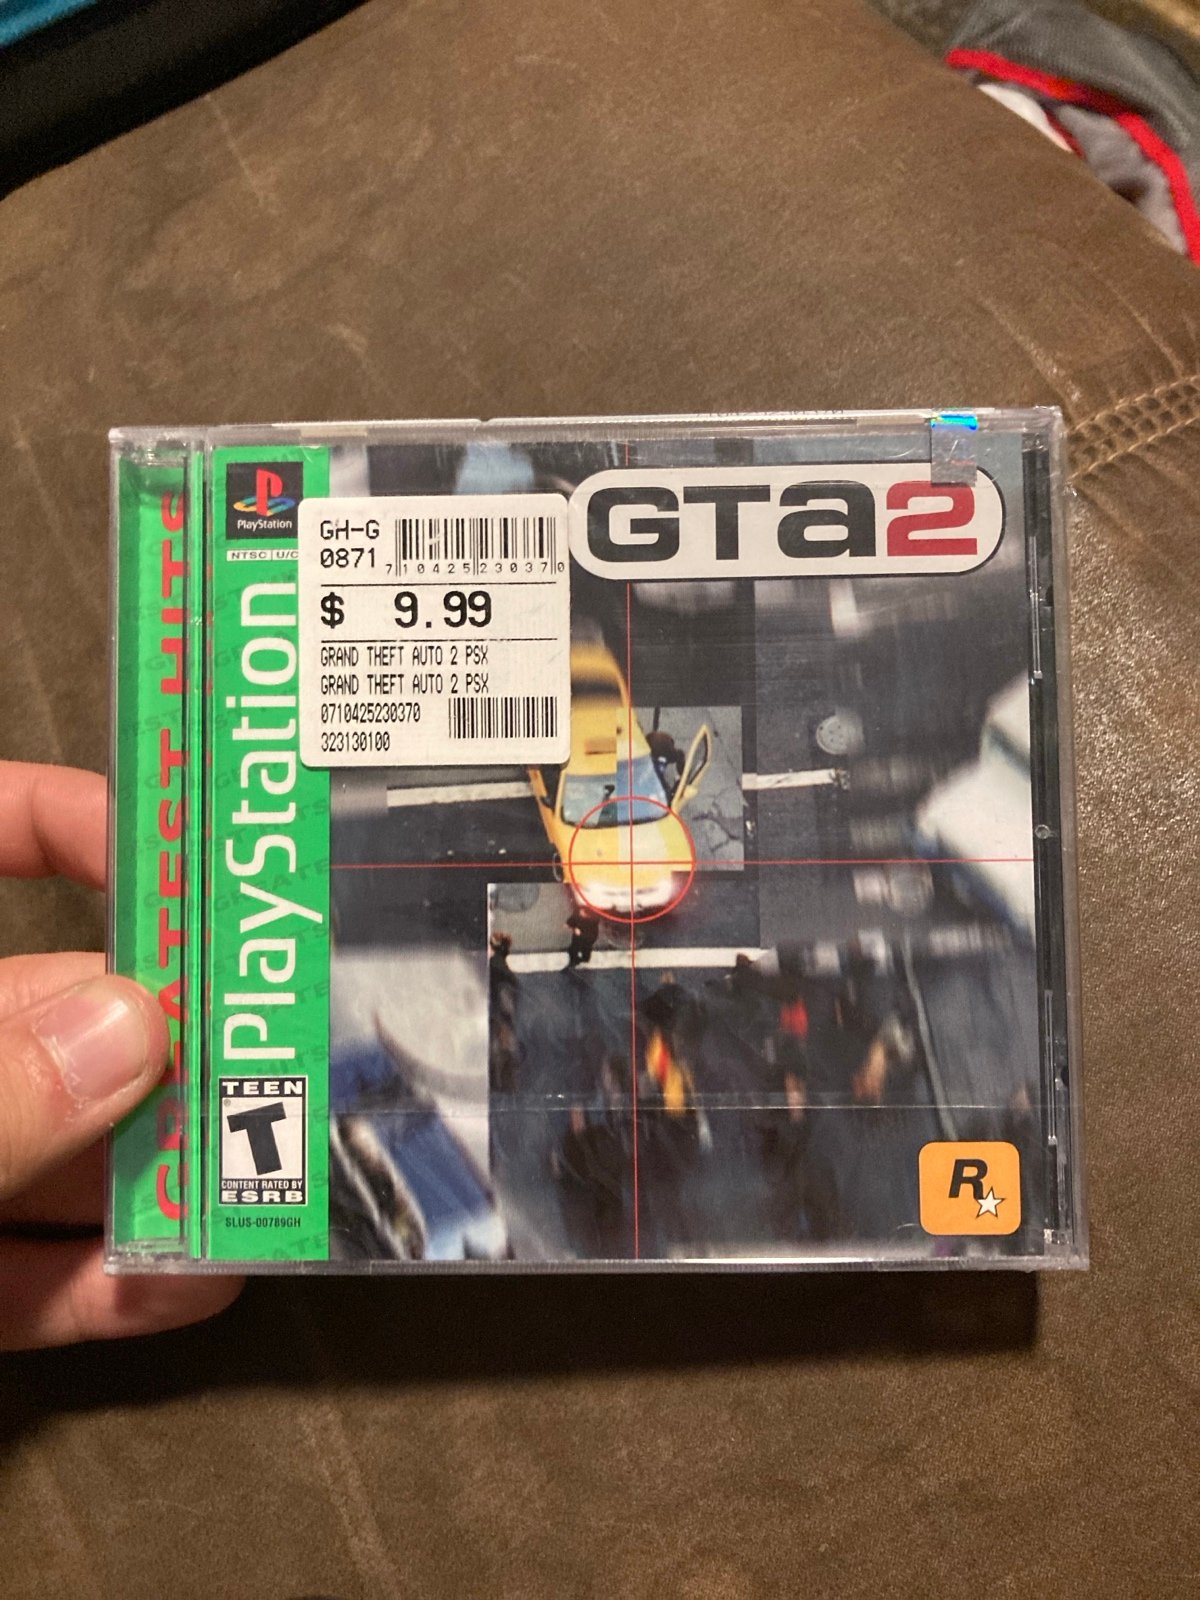 GREATEST HITS
PlayStation
NTSC U/C
PlayStation
GH-G
0871
7 10425 23037 0
$ 9.99
GRAND THEFT AUTO 2 PSX
GRAND THEFT AUTO 2 PSX
0710425230370
323130100
GTA2
TEEN
T
CONTENT RATED BY
ESRB
SLUS-00789GH
R